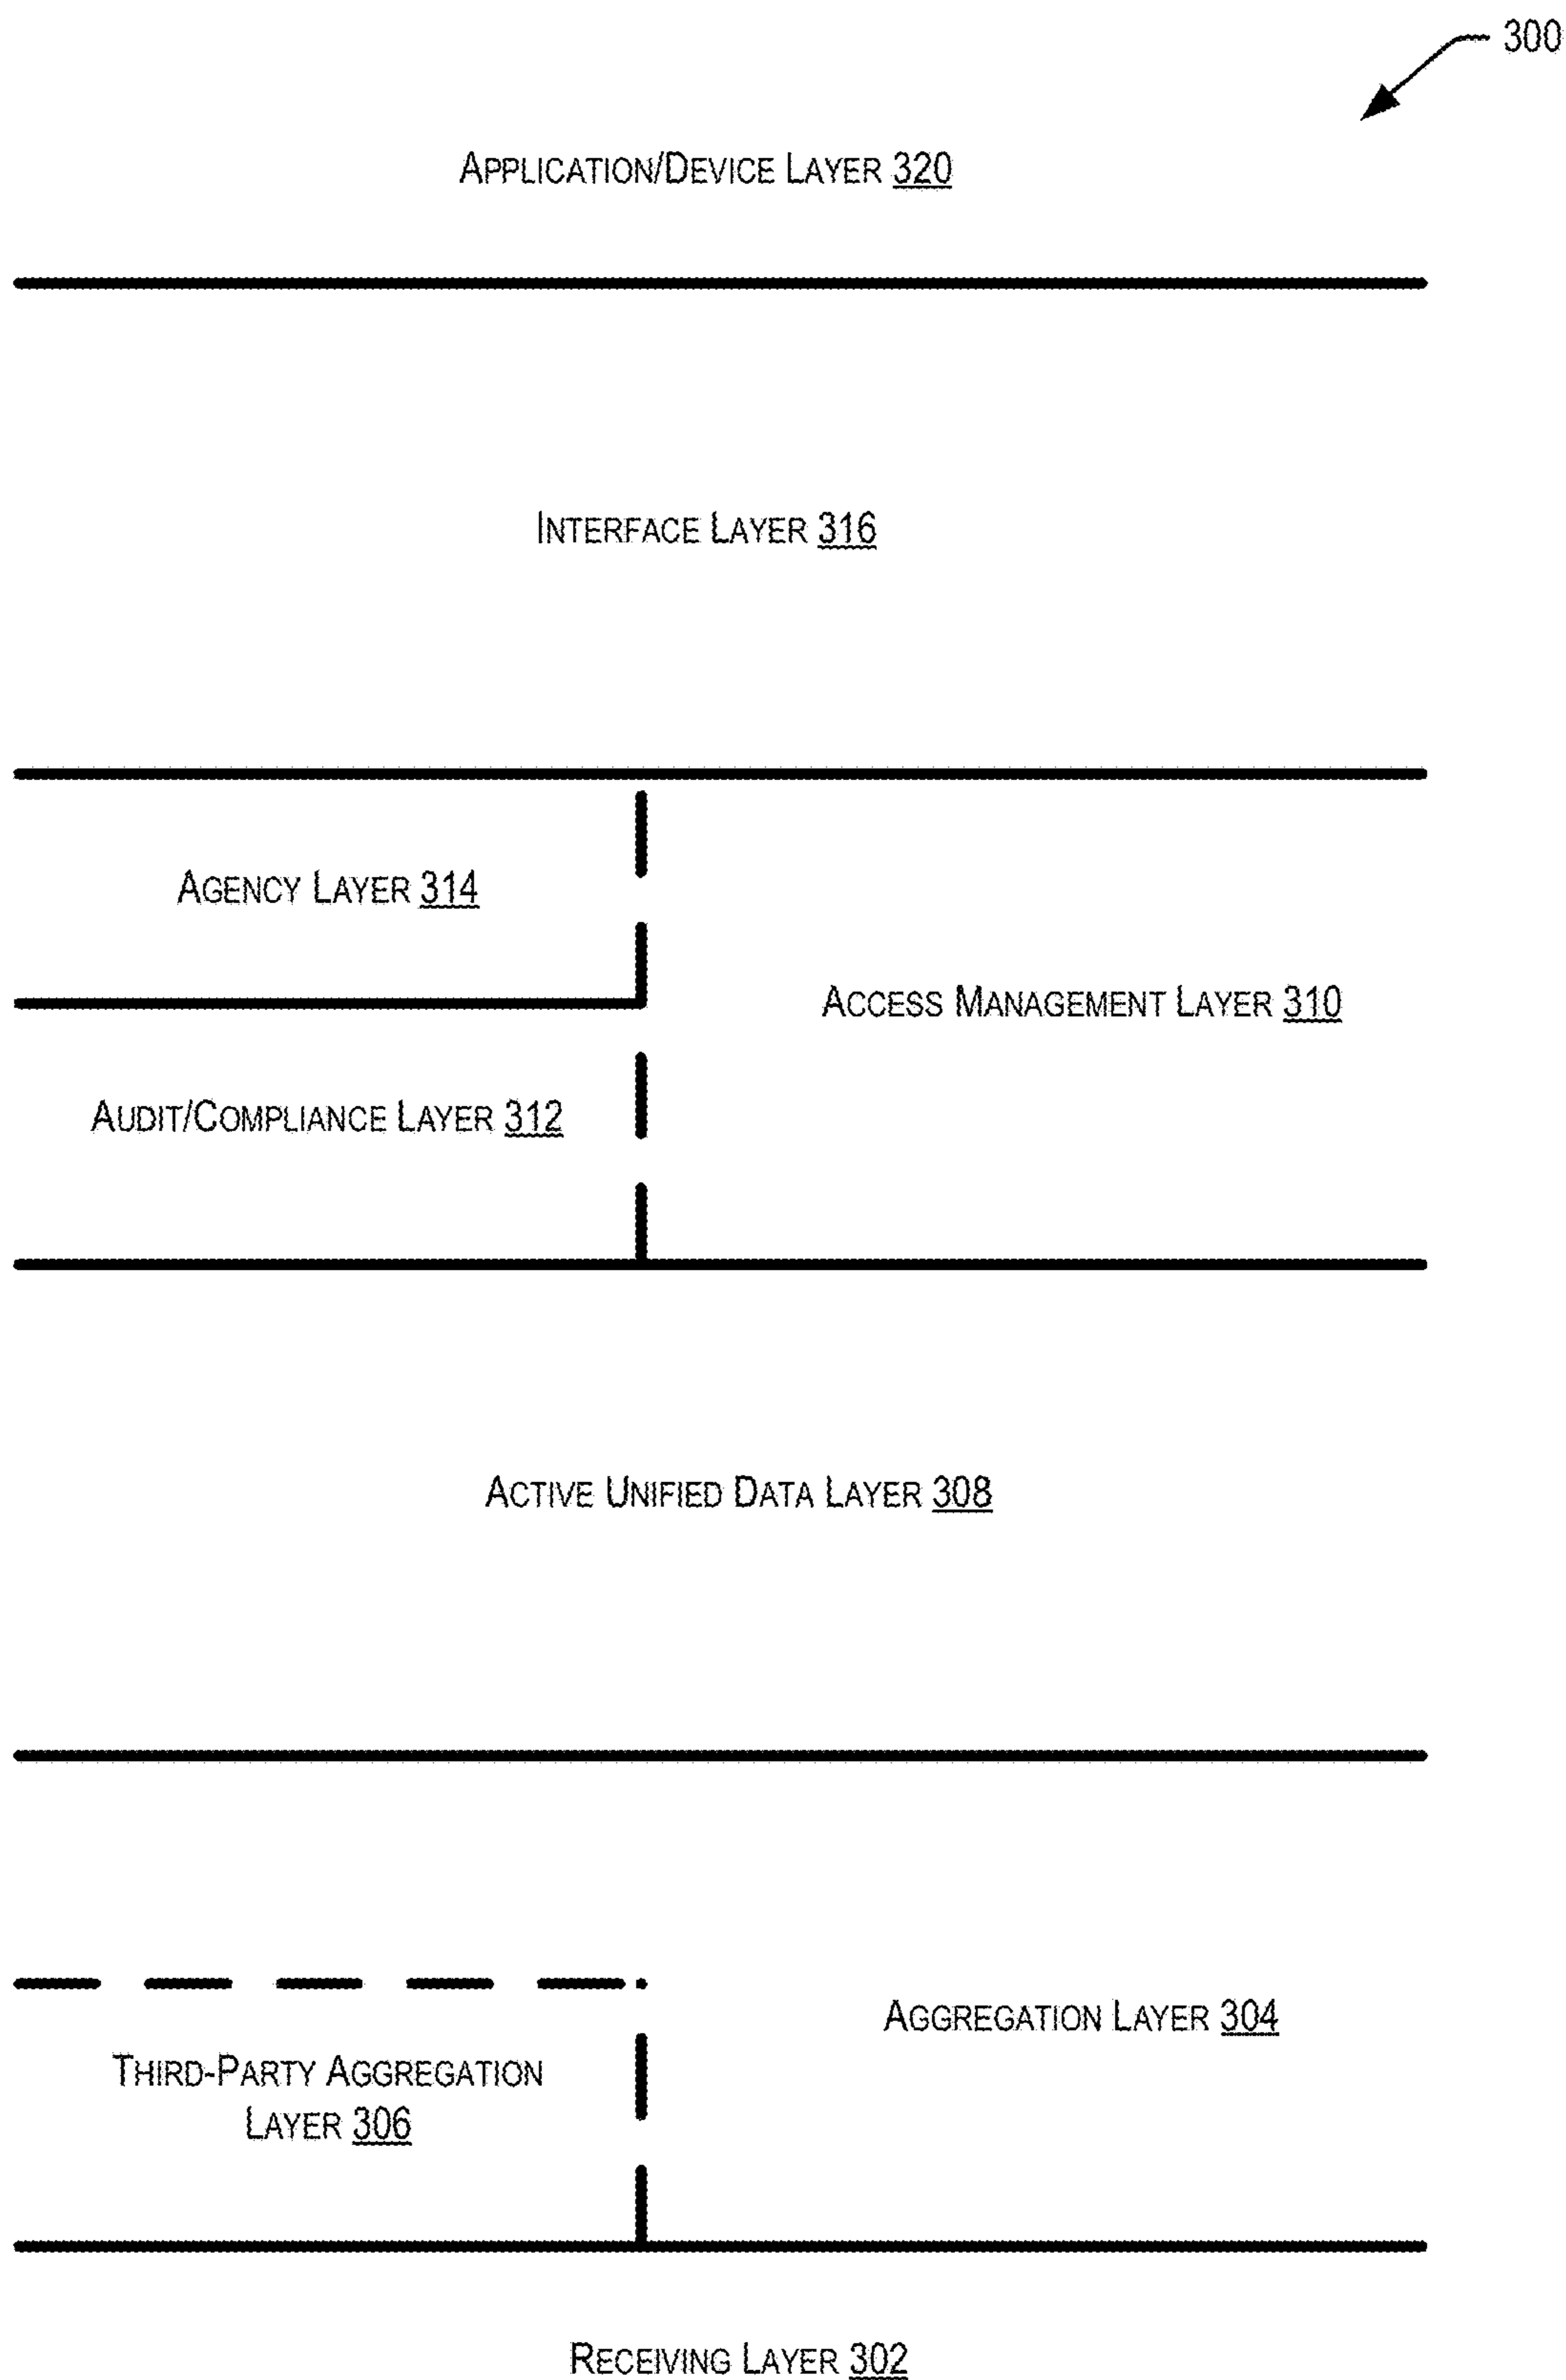 300
APPLICATION/DEVICE LAYER 320
INTERFACE LAYER 316
AGENCY LAYER 314
ACCESS MANAGEMENT LAYER 310
AUDIT/COMPLIANCE LAYER 312
ACTIVE UNIFIED DATA LAYER 308
AGGREGATION LAYER 304
THIRD-PARTY AGGREGATION
LAYER 306
RECEIVING LAYER 302